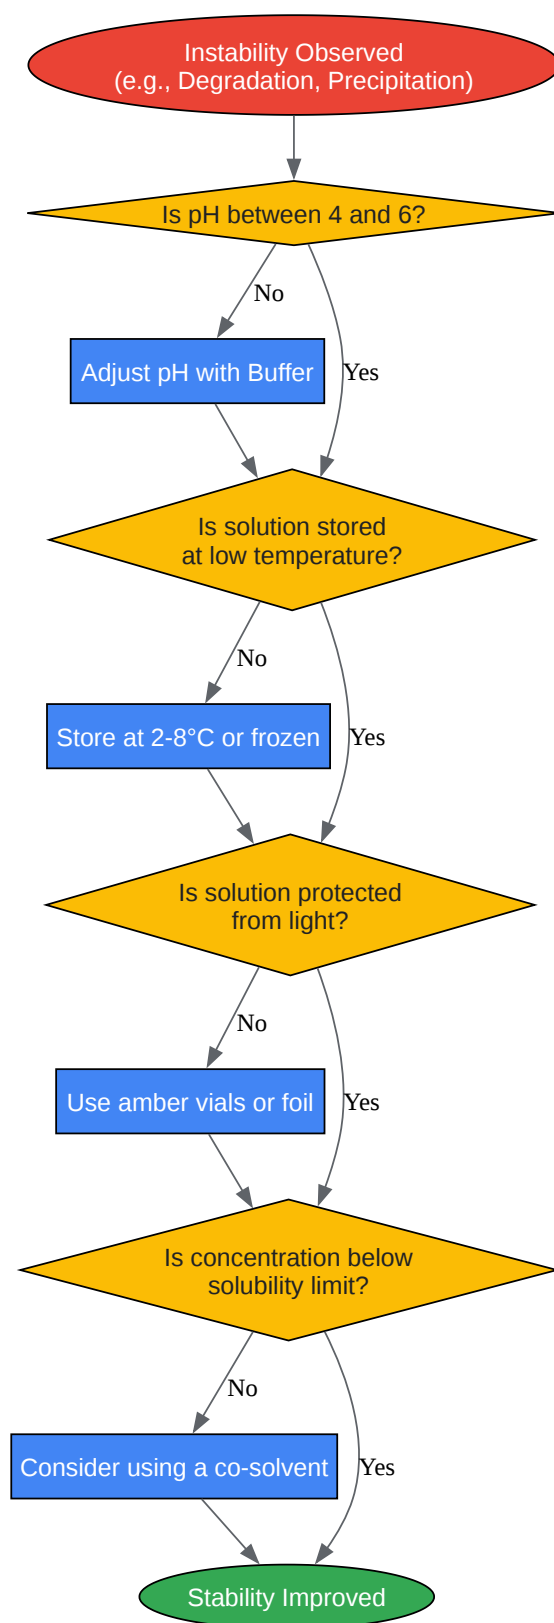 Instability Observed
(e.g., Degradation, Precipitation)
Is pH between 4 and 6?
No
Adjust pH with Buffer
Yes
Is solution stored
at low temperature?
No
Store at 2-8°C or frozen
Yes
Is solution protected
from light?
No
Use amber vials or foil
Yes
Is concentration below
solubility limit?
No
Consider using a co-solvent
Yes
Stability Improved